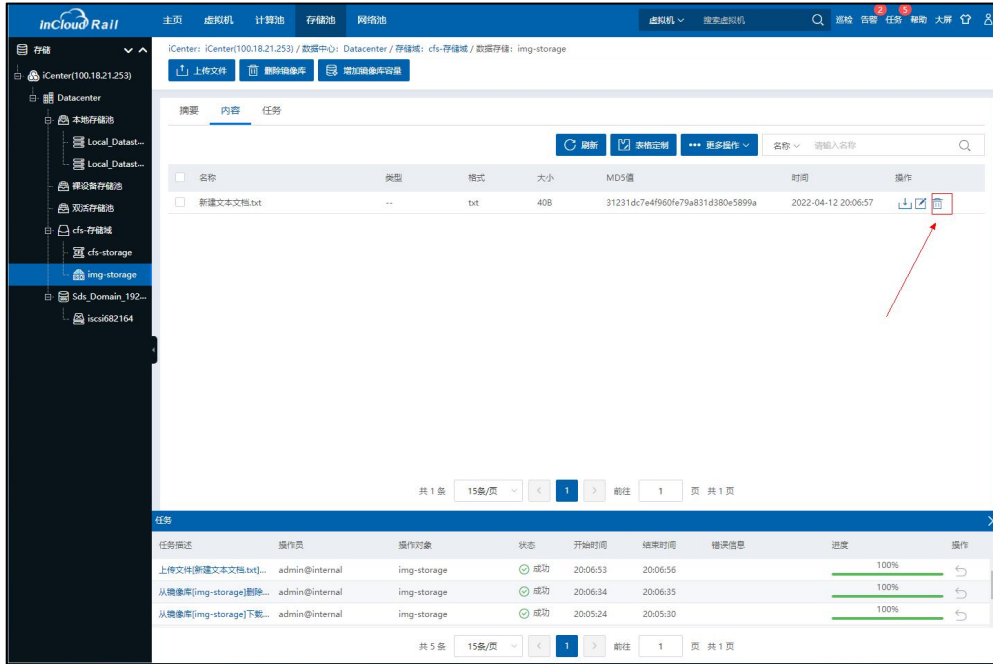 InCloud Rail 主页 虚拟机 计算池 存储池 网络池 虚拟机 搜索虚拟机 巡检 告警 2 任务 5 帮助 大屏
存储
iCenter(100.18.21.253)
Datacenter
本地存储池
Local_Datast...
Local_Datast...
裸设备存储池
双活存储池
cfs-存储域
cfs-storage
img-storage
Sds_Domain_192...
iscsi682164
iCenter: iCenter(100.18.21.253) / 数据中心: Datacenter / 存储域: cfs-存储域 / 数据存储: img-storage
上传文件 删除镜像库 增加镜像库容量
摘要 内容 任务
刷新 表格定制 ••• 更多操作 名称 请输入名称
名称 类型 格式 大小 MD5值 时间 操作
新建文本文档.txt -- txt 40B 31231dc7e4f960fe79a831d380e5899a 2022-04-12 20:06:57
共 1 条 15条/页 < 1 > 前往 1 页 共 1 页
任务
任务描述 操作员 操作对象 状态 开始时间 结束时间 错误信息 进度 操作
上传文件[新建文本文档.txt]... admin@internal img-storage 成功 20:06:53 20:06:56 100%
从镜像库[img-storage]删除... admin@internal img-storage 成功 20:06:34 20:06:35 100%
从镜像库[img-storage]下载... admin@internal img-storage 成功 20:05:24 20:05:30 100%
共 5 条 15条/页 < 1 > 前往 1 页 共 1 页